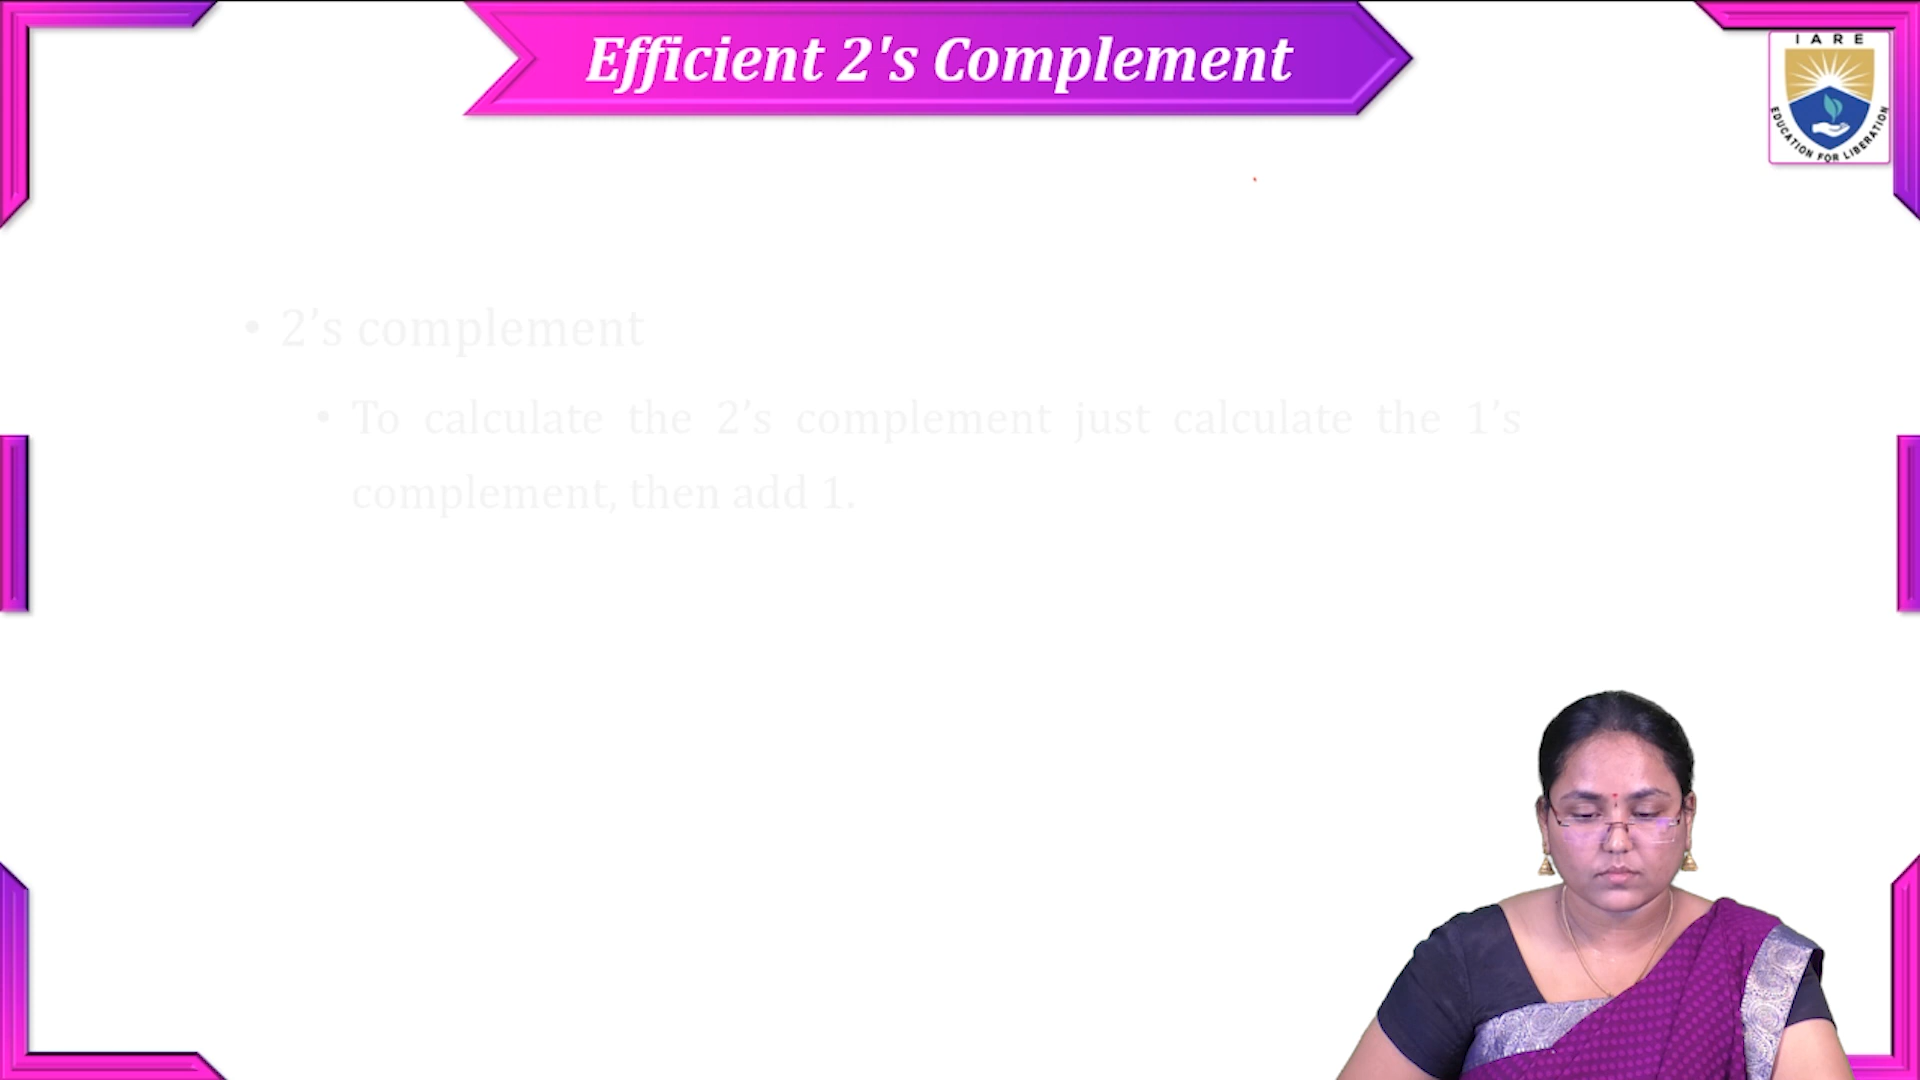 Efficient 2's Complement
I A R E
EDUCATION FOR LIBERATION
• 2’s complement
• To calculate the 2’s complement just calculate the 1’s
complement, then add 1.